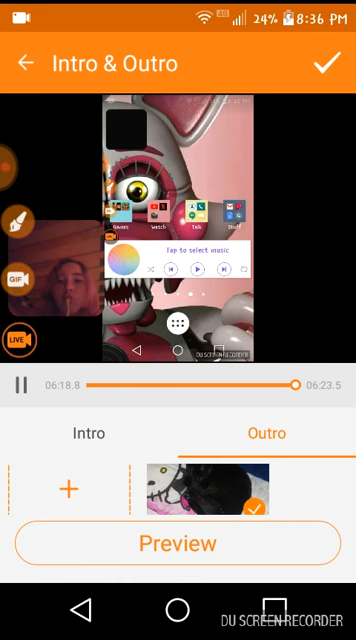 4G 24% 8:36 PM
Intro & Outro
Games Watch Talk Stuff
Tap to select music
DU SCREEN RECORDER
GIF
LIVE
06:18.8 06:23.5
Intro Outro
+
Preview
DU SCREEN RECORDER